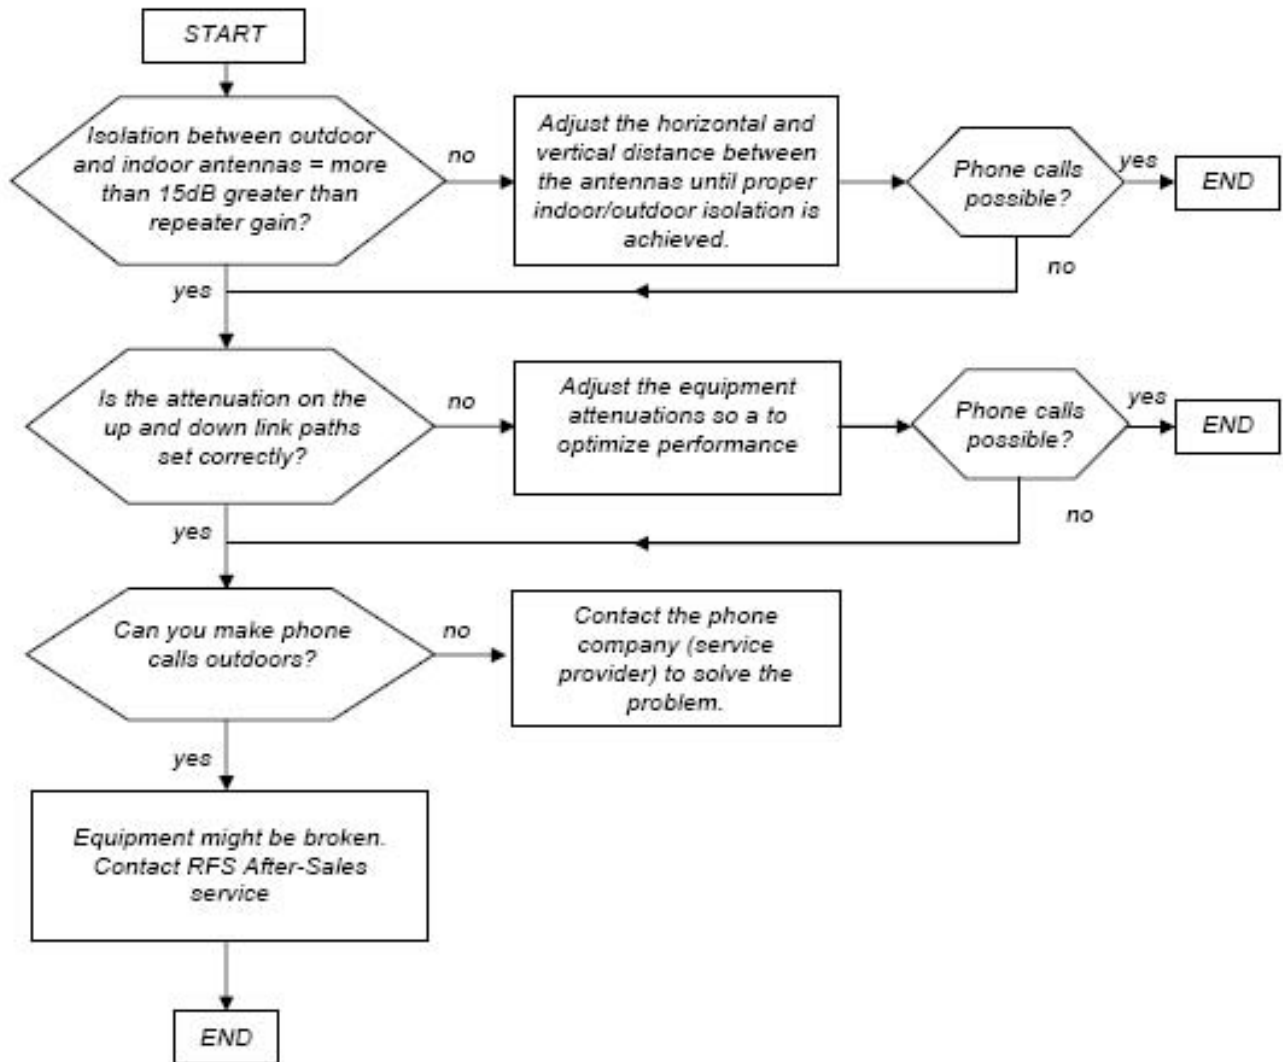 START
Isolation between outdoor
and indoor antennas = more
than 15dB greater than
repeater gain?
no
Adjust the horizontal and
vertical distance between
the antennas until proper
indoor/outdoor isolation is
achieved.
Phone calls
possible?
yes
END
no
yes
Is the attenuation on the
up and down link paths
set correctly?
no
Adjust the equipment
attenuations so a to
optimize performance
Phone calls
possible?
yes
END
no
yes
Can you make phone
calls outdoors?
no
Contact the phone
company (service
provider) to solve the
problem.
yes
Equipment might be broken.
Contact RFS After-Sales
service
END